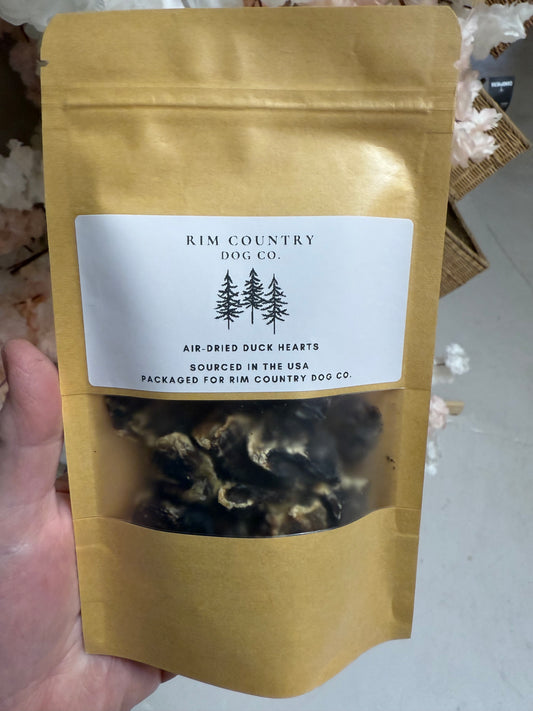 RIM COUNTRY
DOG CO.
AIR-DRIED DUCK HEARTS
SOURCED IN THE USA
PACKAGED FOR RIM COUNTRY DOG CO.